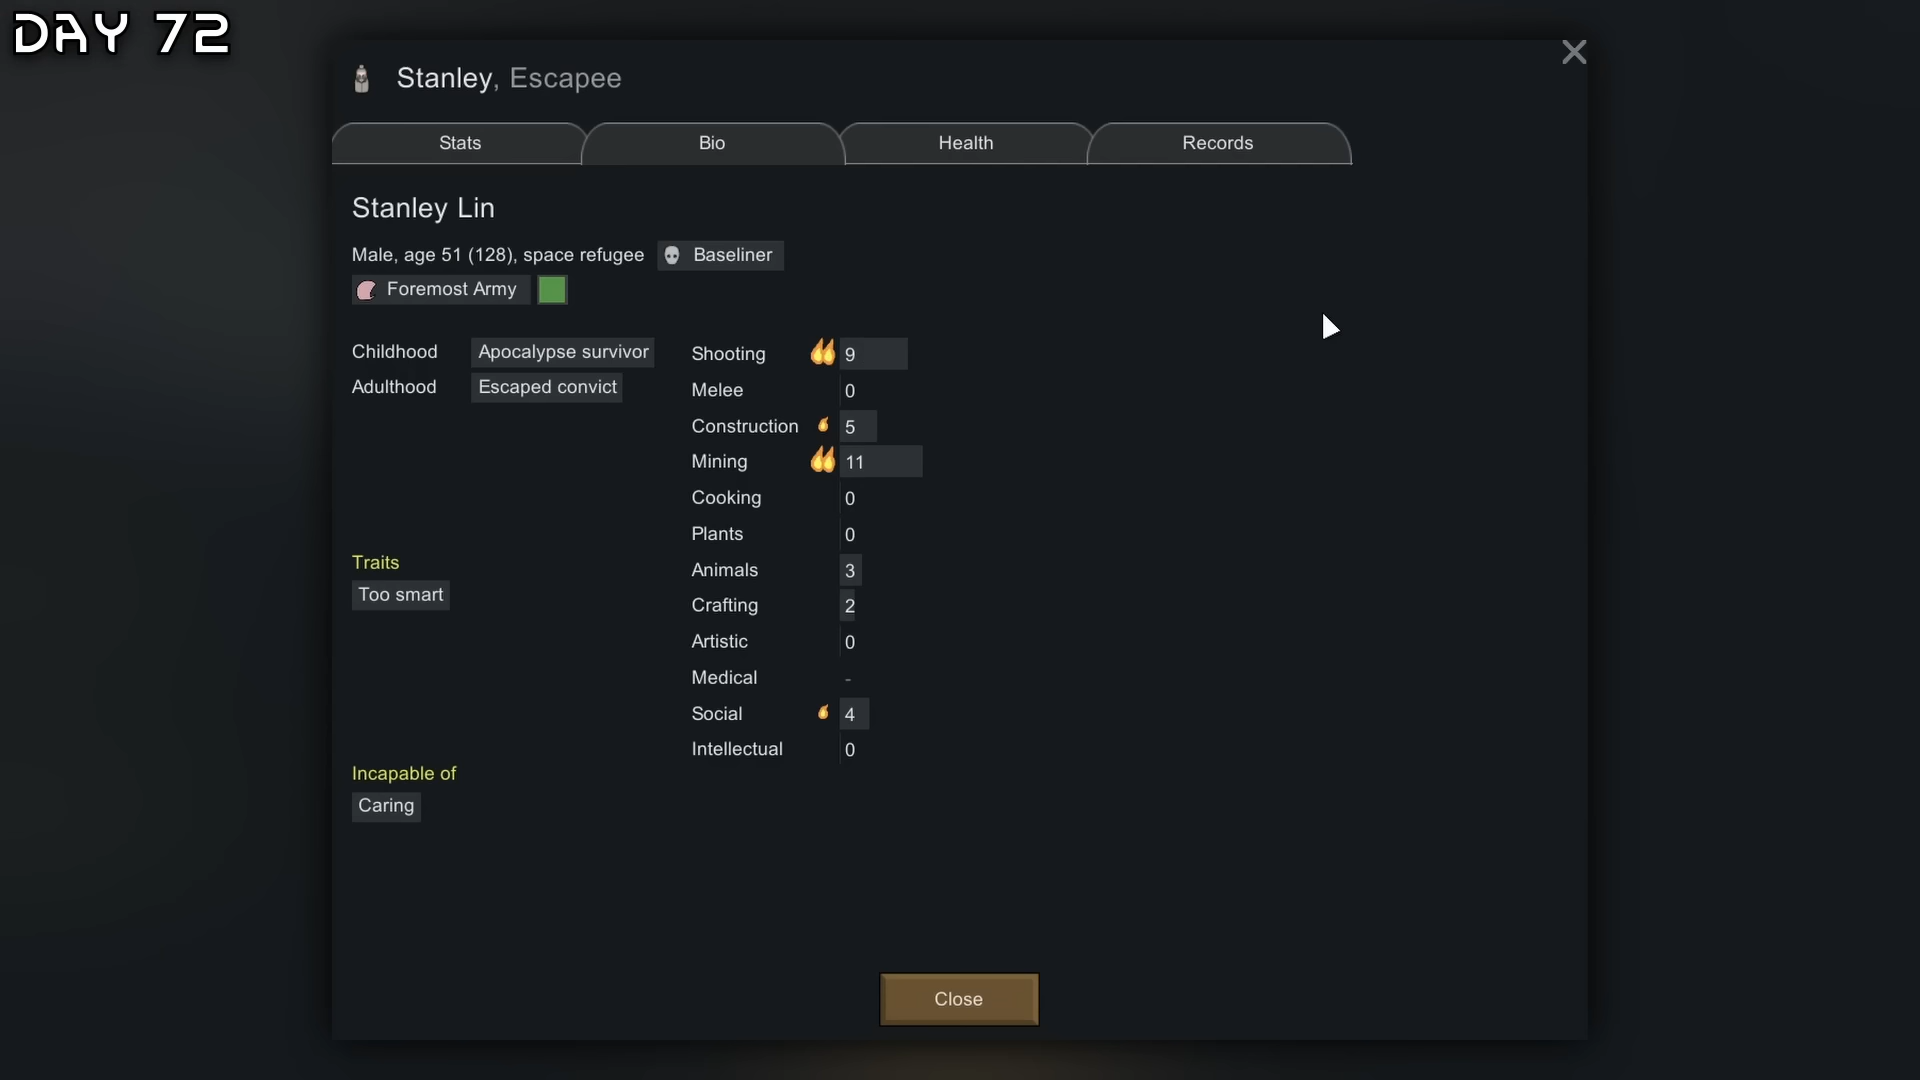 DAY 72
Stanley, Escapee
Stats Bio Health Records
Stanley Lin
Male, age 51 (128), space refugee Baseliner
Foremost Army
Childhood Apocalypse survivor
Adulthood Escaped convict
Shooting 9
Melee 0
Construction 5
Mining 11
Cooking 0
Plants 0
Animals 3
Crafting 2
Artistic 0
Medical -
Social 4
Intellectual 0
Traits
Too smart
Incapable of
Caring
Close